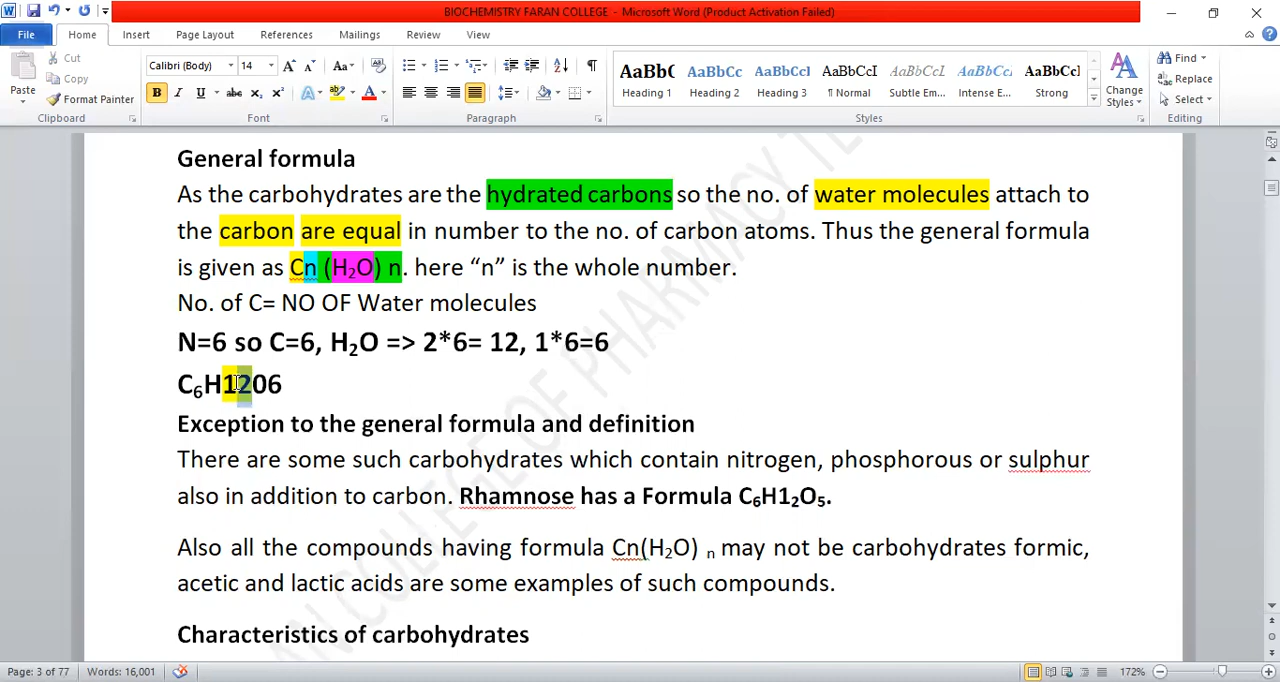 BIOCHEMISTRY FARAN COLLEGE - Microsoft Word (Product Activation Failed)
File Home Insert Page Layout References Mailings Review View
Paste Cut Copy Format Painter Clipboard
Calibri (Body) 14 Font
Paragraph
AaBbC Heading 1 AaBbCc Heading 2 AaBbCcI Heading 3 AaBbCcI ¶ Normal AaBbCcI Subtle Em... AaBbCcI Intense E... AaBbCcl Strong Change Styles Styles
Find Replace Select Editing
General formula
As the carbohydrates are the hydrated carbons so the no. of water molecules attach to
the carbon are equal in number to the no. of carbon atoms. Thus the general formula
is given as Cn (H₂O) n. here “n” is the whole number.
No. of C= NO OF Water molecules
N=6 so C=6, H₂O => 2*6= 12, 1*6=6
C₆H1206
Exception to the general formula and definition
There are some such carbohydrates which contain nitrogen, phosphorous or sulphur
also in addition to carbon. Rhamnose has a Formula C₆H1₂O₅.
Also all the compounds having formula Cn(H₂O) ₙ may not be carbohydrates formic,
acetic and lactic acids are some examples of such compounds.
Characteristics of carbohydrates
Page: 3 of 77 Words: 16,001 172%